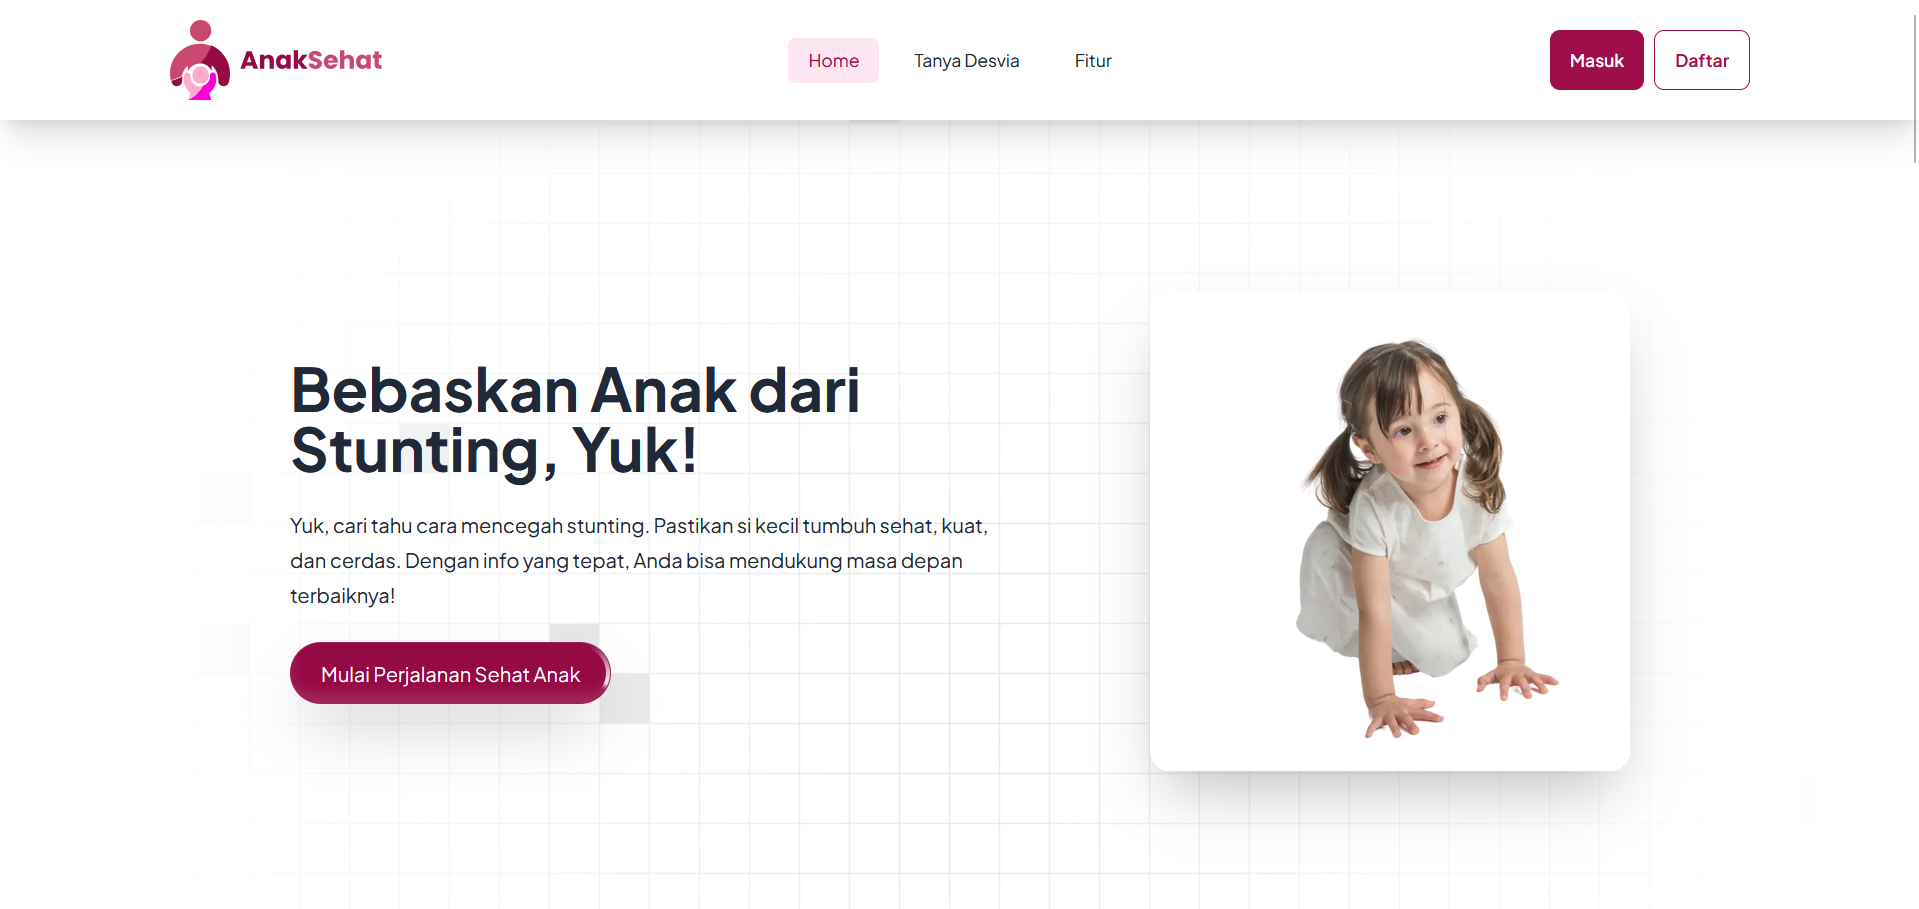 AnakSehat
Home
Tanya Desvia
Fitur
Masuk
Daftar
Bebaskan Anak dari
Stunting, Yuk!
Yuk, cari tahu cara mencegah stunting. Pastikan si kecil tumbuh sehat, kuat,
dan cerdas. Dengan info yang tepat, Anda bisa mendukung masa depan
terbaiknya!
Mulai Perjalanan Sehat Anak